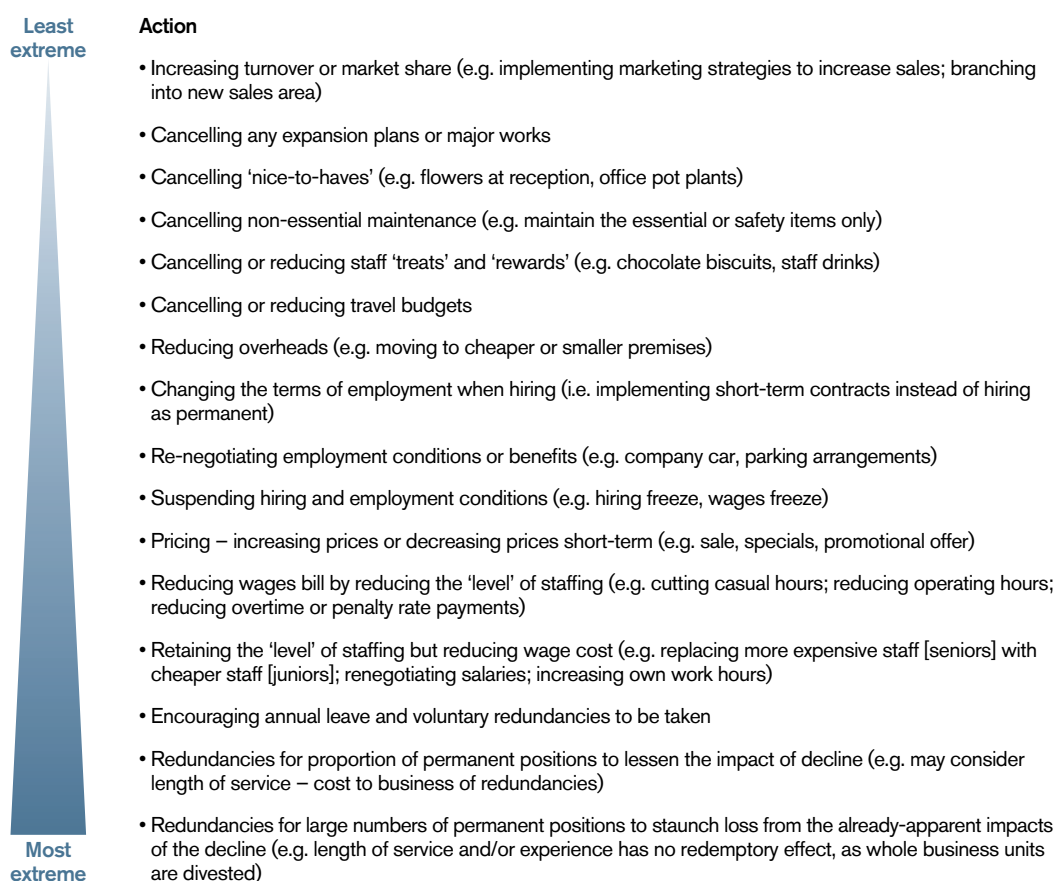 Least
extreme
Action
• Increasing turnover or market share (e.g. implementing marketing strategies to increase sales; branching
into new sales area)
• Cancelling any expansion plans or major works
• Cancelling ‘nice-to-haves’ (e.g. flowers at reception, office pot plants)
• Cancelling non-essential maintenance (e.g. maintain the essential or safety items only)
• Cancelling or reducing staff ‘treats’ and ‘rewards’ (e.g. chocolate biscuits, staff drinks)
• Cancelling or reducing travel budgets
• Reducing overheads (e.g. moving to cheaper or smaller premises)
• Changing the terms of employment when hiring (i.e. implementing short-term contracts instead of hiring
as permanent)
• Re-negotiating employment conditions or benefits (e.g. company car, parking arrangements)
• Suspending hiring and employment conditions (e.g. hiring freeze, wages freeze)
• Pricing – increasing prices or decreasing prices short-term (e.g. sale, specials, promotional offer)
• Reducing wages bill by reducing the ‘level’ of staffing (e.g. cutting casual hours; reducing operating hours;
reducing overtime or penalty rate payments)
• Retaining the ‘level’ of staffing but reducing wage cost (e.g. replacing more expensive staff [seniors] with
cheaper staff [juniors]; renegotiating salaries; increasing own work hours)
• Encouraging annual leave and voluntary redundancies to be taken
• Redundancies for proportion of permanent positions to lessen the impact of decline (e.g. may consider
length of service – cost to business of redundancies)
• Redundancies for large numbers of permanent positions to staunch loss from the already-apparent impacts
of the decline (e.g. length of service and/or experience has no redemptory effect, as whole business units
are divested)
Most
extreme